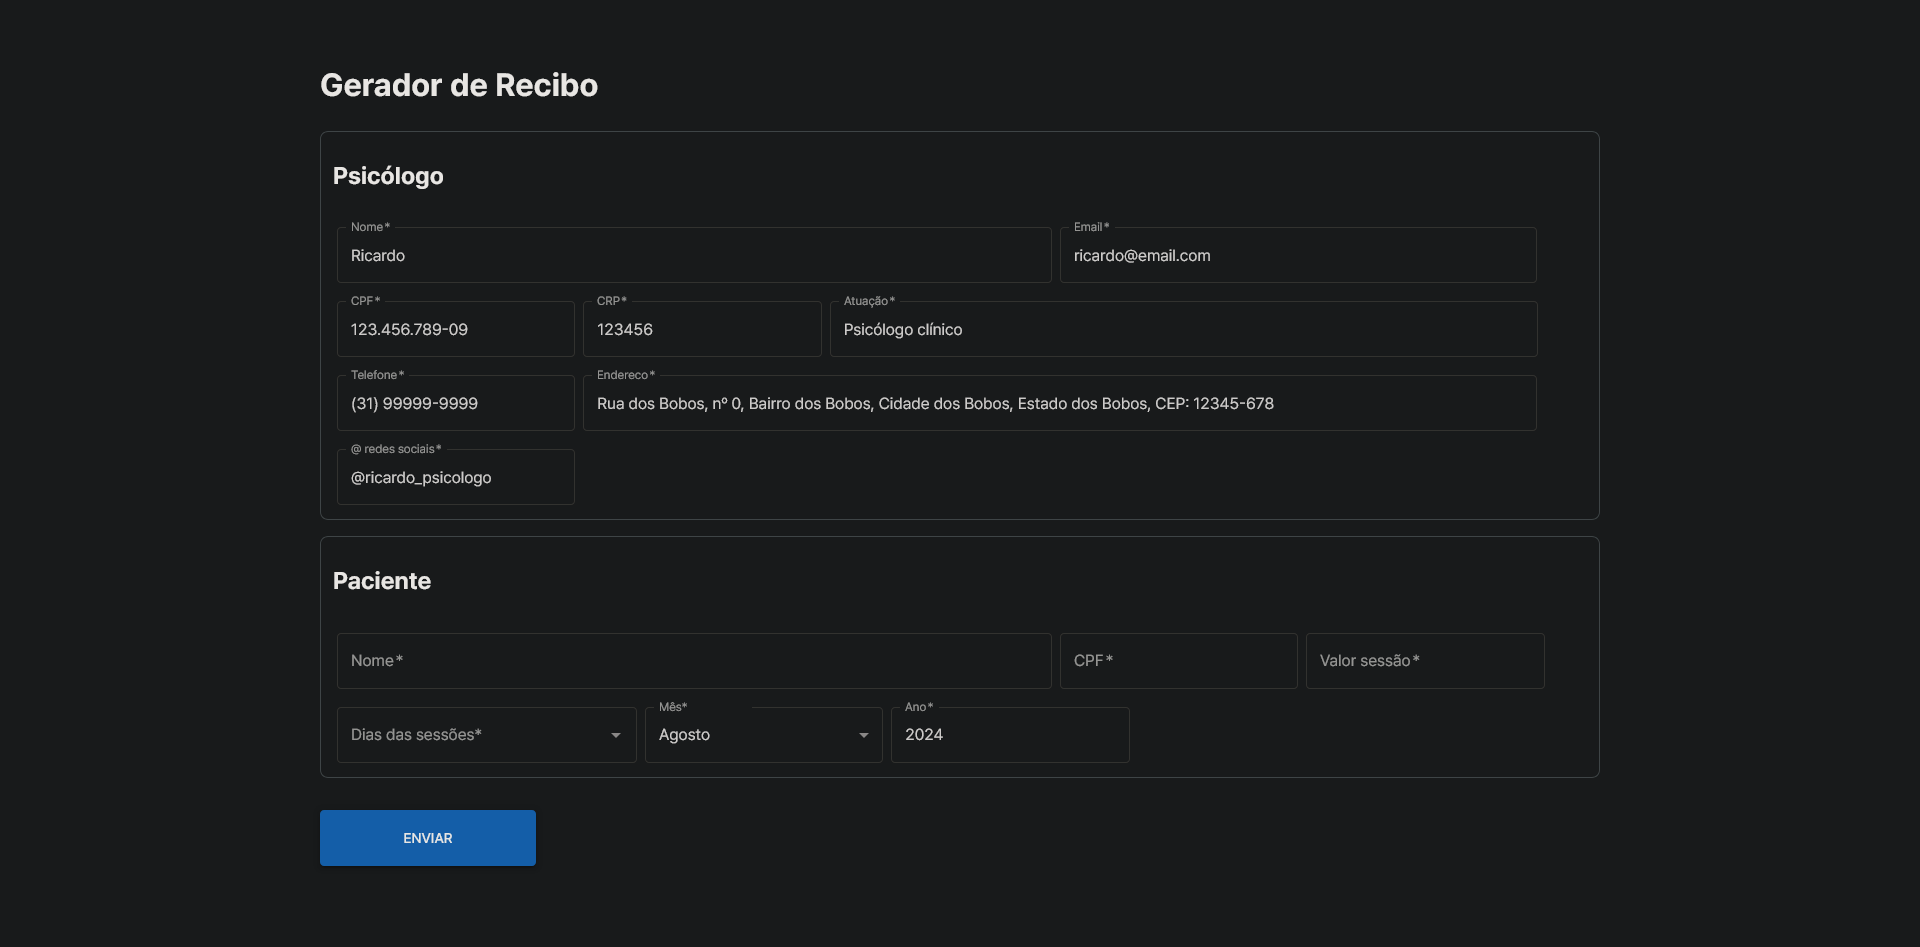 Gerador de Recibo
Psicólogo
Nome*
Ricardo
Email*
ricardo@email.com
CPF*
123.456.789-09
CRP*
123456
Atuação*
Psicólogo clínico
Telefone*
(31) 99999-9999
Endereco*
Rua dos Bobos, nº 0, Bairro dos Bobos, Cidade dos Bobos, Estado dos Bobos, CEP: 12345-678
@ redes sociais*
@ricardo_psicologo
Paciente
Nome*
CPF*
Valor sessão*
Dias das sessões*
Mês*
Agosto
Ano*
2024
ENVIAR